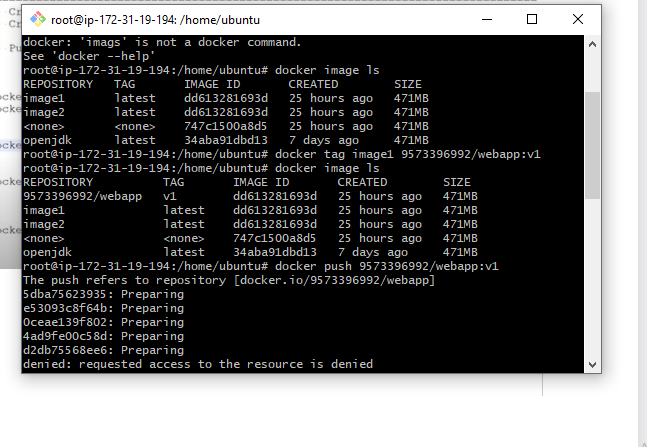 root@ip-172-31-19-194: /home/ubuntu
docker: 'imags' is not a docker command.
See 'docker --help'
root@ip-172-31-19-194:/home/ubuntu# docker image ls
REPOSITORY TAG IMAGE ID CREATED SIZE
image1 latest dd613281693d 25 hours ago 471MB
image2 latest dd613281693d 25 hours ago 471MB
<none> <none> 747c1500a8d5 25 hours ago 471MB
openjdk latest 34aba91dbd13 7 days ago 471MB
root@ip-172-31-19-194:/home/ubuntu# docker tag image1 9573396992/webapp:v1
root@ip-172-31-19-194:/home/ubuntu# docker image ls
REPOSITORY TAG IMAGE ID CREATED SIZE
9573396992/webapp v1 dd613281693d 25 hours ago 471MB
image1 latest dd613281693d 25 hours ago 471MB
image2 latest dd613281693d 25 hours ago 471MB
<none> <none> 747c1500a8d5 25 hours ago 471MB
openjdk latest 34aba91dbd13 7 days ago 471MB
root@ip-172-31-19-194:/home/ubuntu# docker push 9573396992/webapp:v1
The push refers to repository [docker.io/9573396992/webapp]
5dba75623935: Preparing
e53093c8f64b: Preparing
0ceae139f802: Preparing
4ad9fe00c58d: Preparing
d2db75568ee6: Preparing
denied: requested access to the resource is denied